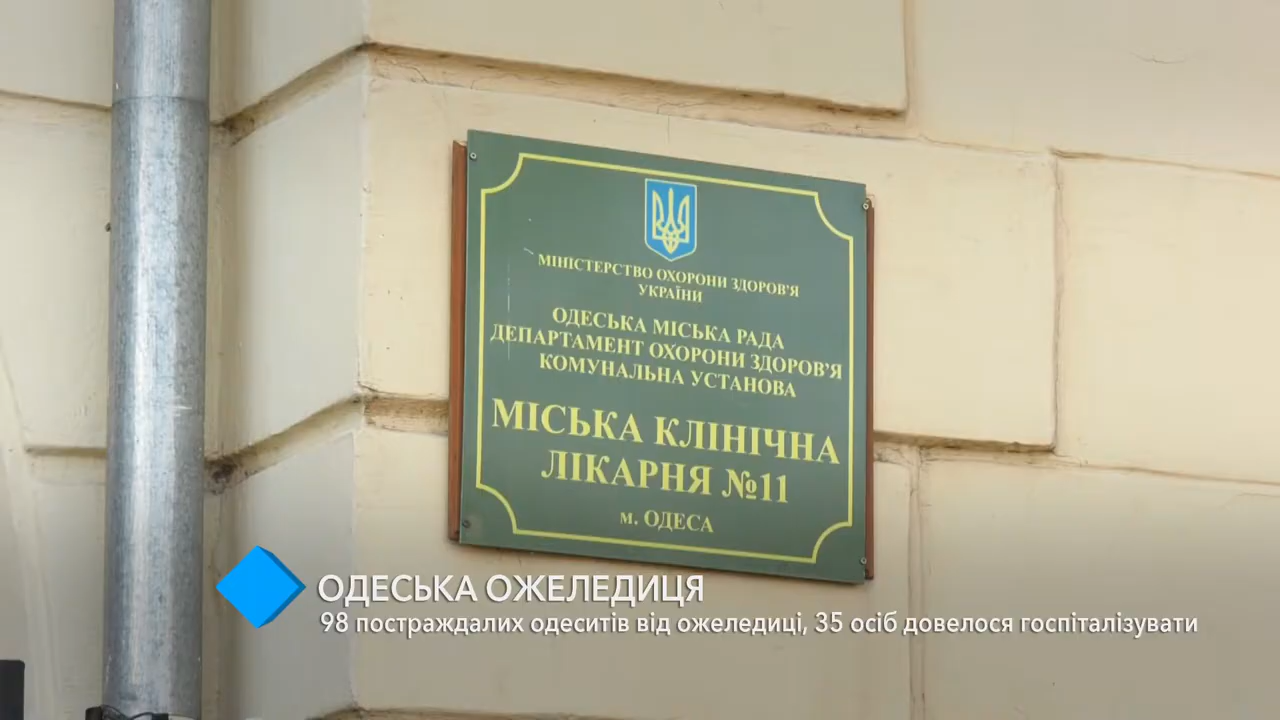 МІНІСТЕРСТВО ОХОРОНИ ЗДОРОВ'Я
УКРАЇНИ
ОДЕСЬКА МІСЬКА РАДА
ДЕПАРТАМЕНТ ОХОРОНИ ЗДОРОВ'Я
КОМУНАЛЬНА УСТАНОВА
МІСЬКА КЛІНІЧНА
ЛІКАРНЯ №11
м. ОДЕСА
ОДЕСЬКА ОЖЕЛЕДИЦЯ
98 постраждалих одеситів від ожеледиці, 35 осіб довелося госпіталізувати